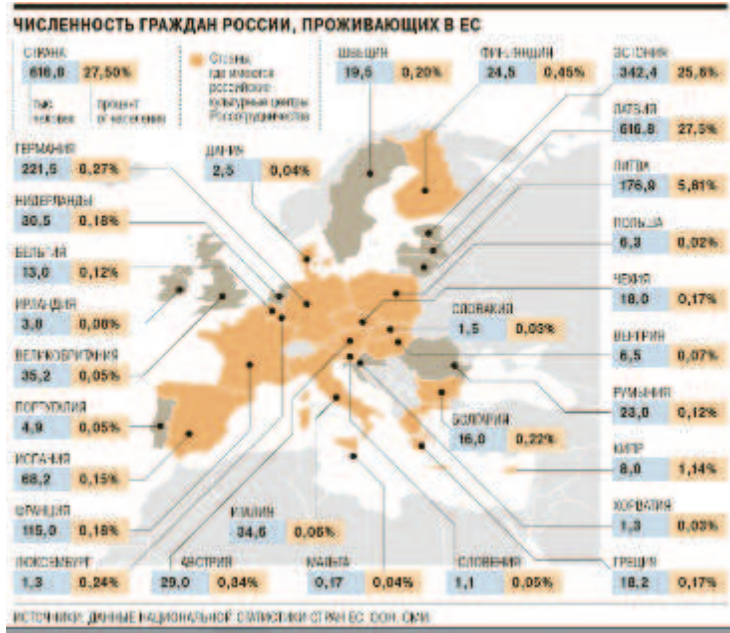 ЧИСЛЕННОСТЬ ГРАЖДАН РОССИИ, ПРОЖИВАЮЩИХ В ЕС
СТРАНА
616,8 27,50%
тыс. человек
процент от населения
Страны, где имеются российские культурные центры Россотрудничества
ШВЕЦИЯ
19,5 0,20%
ФИНЛЯНДИЯ
24,5 0,45%
ЭСТОНИЯ
342,4 25,8%
ЛАТВИЯ
616,8 27,5%
ЛИТВА
176,9 5,81%
ПОЛЬША
6,3 0,02%
ЧЕХИЯ
18,0 0,17%
ВЕНГРИЯ
6,5 0,07%
РУМЫНИЯ
23,0 0,12%
КИПР
8,0 1,14%
ХОРВАТИЯ
1,3 0,03%
ГРЕЦИЯ
18,2 0,17%
ГЕРМАНИЯ
221,5 0,27%
ДАНИЯ
2,5 0,04%
НИДЕРЛАНДЫ
30,5 0,18%
БЕЛЬГИЯ
13,0 0,12%
ИРЛАНДИЯ
3,8 0,08%
ВЕЛИКОБРИТАНИЯ
35,2 0,05%
ПОРТУГАЛИЯ
4,9 0,05%
ИСПАНИЯ
68,2 0,15%
ФРАНЦИЯ
115,0 0,18%
ЛЮКСЕМБУРГ
1,3 0,24%
СЛОВАКИЯ
1,5 0,03%
БОЛГАРИЯ
16,0 0,22%
ИТАЛИЯ
34,6 0,06%
АВСТРИЯ
29,0 0,34%
МАЛЬТА
0,17 0,04%
СЛОВЕНИЯ
1,1 0,05%
ИСТОЧНИКИ: ДАННЫЕ НАЦИОНАЛЬНОЙ СТАТИСТИКИ СТРАН ЕС, ООН, СМИ